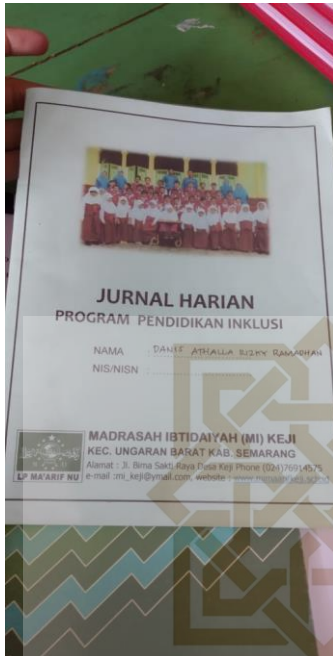 JURNAL HARIAN
PROGRAM PENDIDIKAN INKLUSI
NAMA : DANIS ATHALLA RIZKY RAMADHAN
NIS/NISN :
MADRASAH IBTIDAIYAH (MI) KEJI
KEC. UNGARAN BARAT KAB. SEMARANG
Alamat : Jl. Bima Sakti Raya Desa Keji Phone (024)76914575
LP MA'ARIF NU e-mail :mi_keji@ymail.com, website :